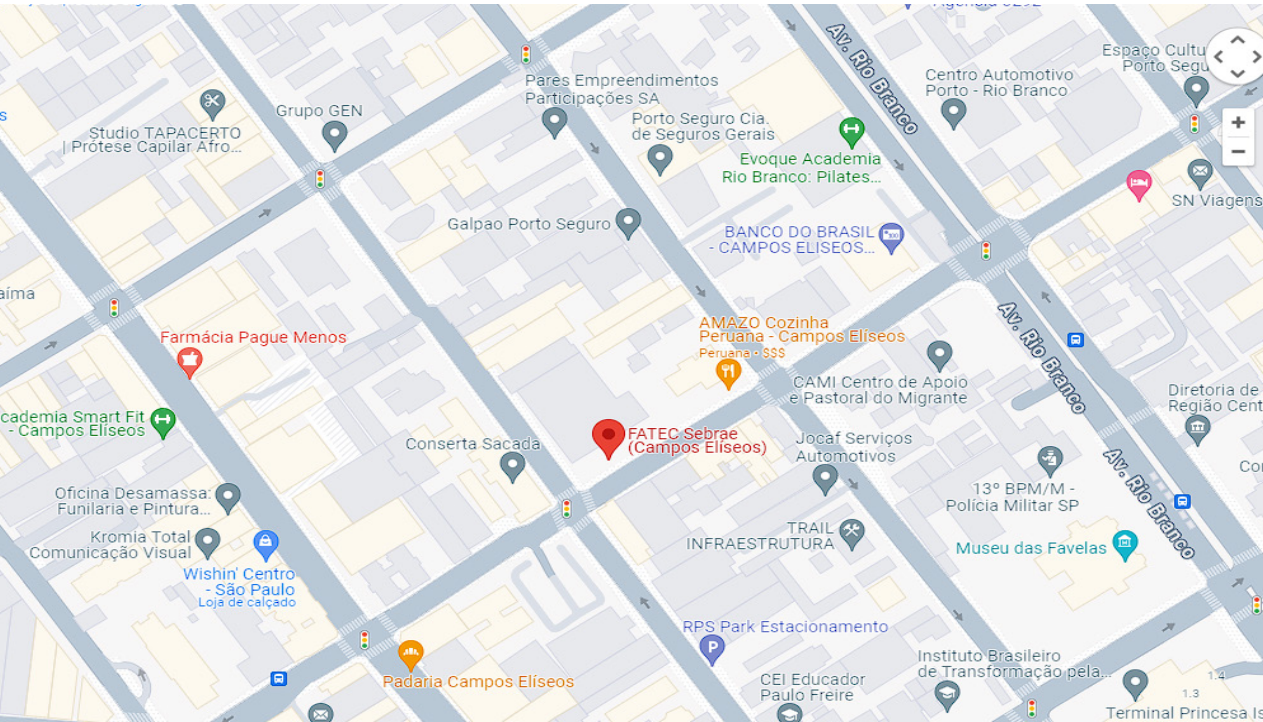 Av. Rio Branco
Espaço Cultu
Porto Segu
Centro Automotivo
Porto - Rio Branco
Pares Empreendimentos
Participações SA
Grupo GEN
Studio TAPACERTO
| Prótese Capilar Afro...
Porto Seguro Cia.
de Seguros Gerais
Evoque Academia
Rio Branco: Pilates...
SN Viagens
Galpao Porto Seguro
BANCO DO BRASIL
- CAMPOS ELISEOS...
aíma
Farmácia Pague Menos
AMAZO Cozinha
Peruana - Campos Elíseos
Peruana • $$$
Av. Rio Branco
CAMI Centro de Apoio
e Pastoral do Migrante
Diretoria de
Região Cent
cademia Smart Fit
- Campos Elíseos
Conserta Sacada
FATEC Sebrae
(Campos Elíseos)
Jocaf Serviços
Automotivos
Av. Rio Branco
13º BPM/M -
Polícia Militar SP
Oficina Desamassa:
Funilaria e Pintura...
Kromia Total
Comunicação Visual
TRAIL
INFRAESTRUTURA
Museu das Favelas
Wishin' Centro
- São Paulo
Loja de calçado
RPS Park Estacionamento
P
Padaria Campos Elíseos
CEI Educador
Paulo Freire
Instituto Brasileiro
de Transformação pela...
1.4
1.3
Terminal Princesa Is